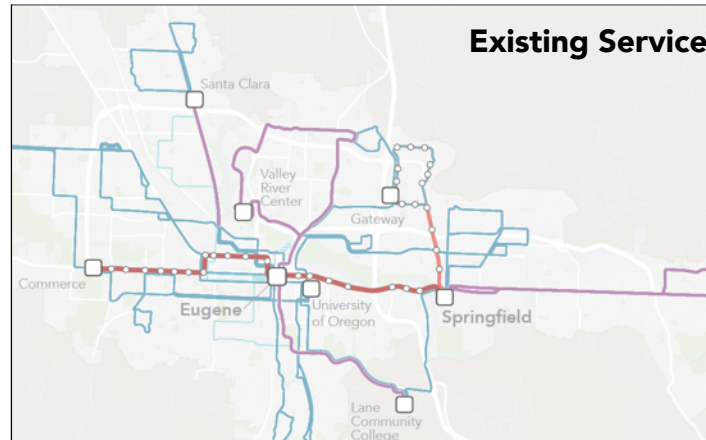 Existing Service
Santa Clara
Valley
River
Center
Gateway
Commerce
Eugene
University
of Oregon
Springfield
Lane
Community
College